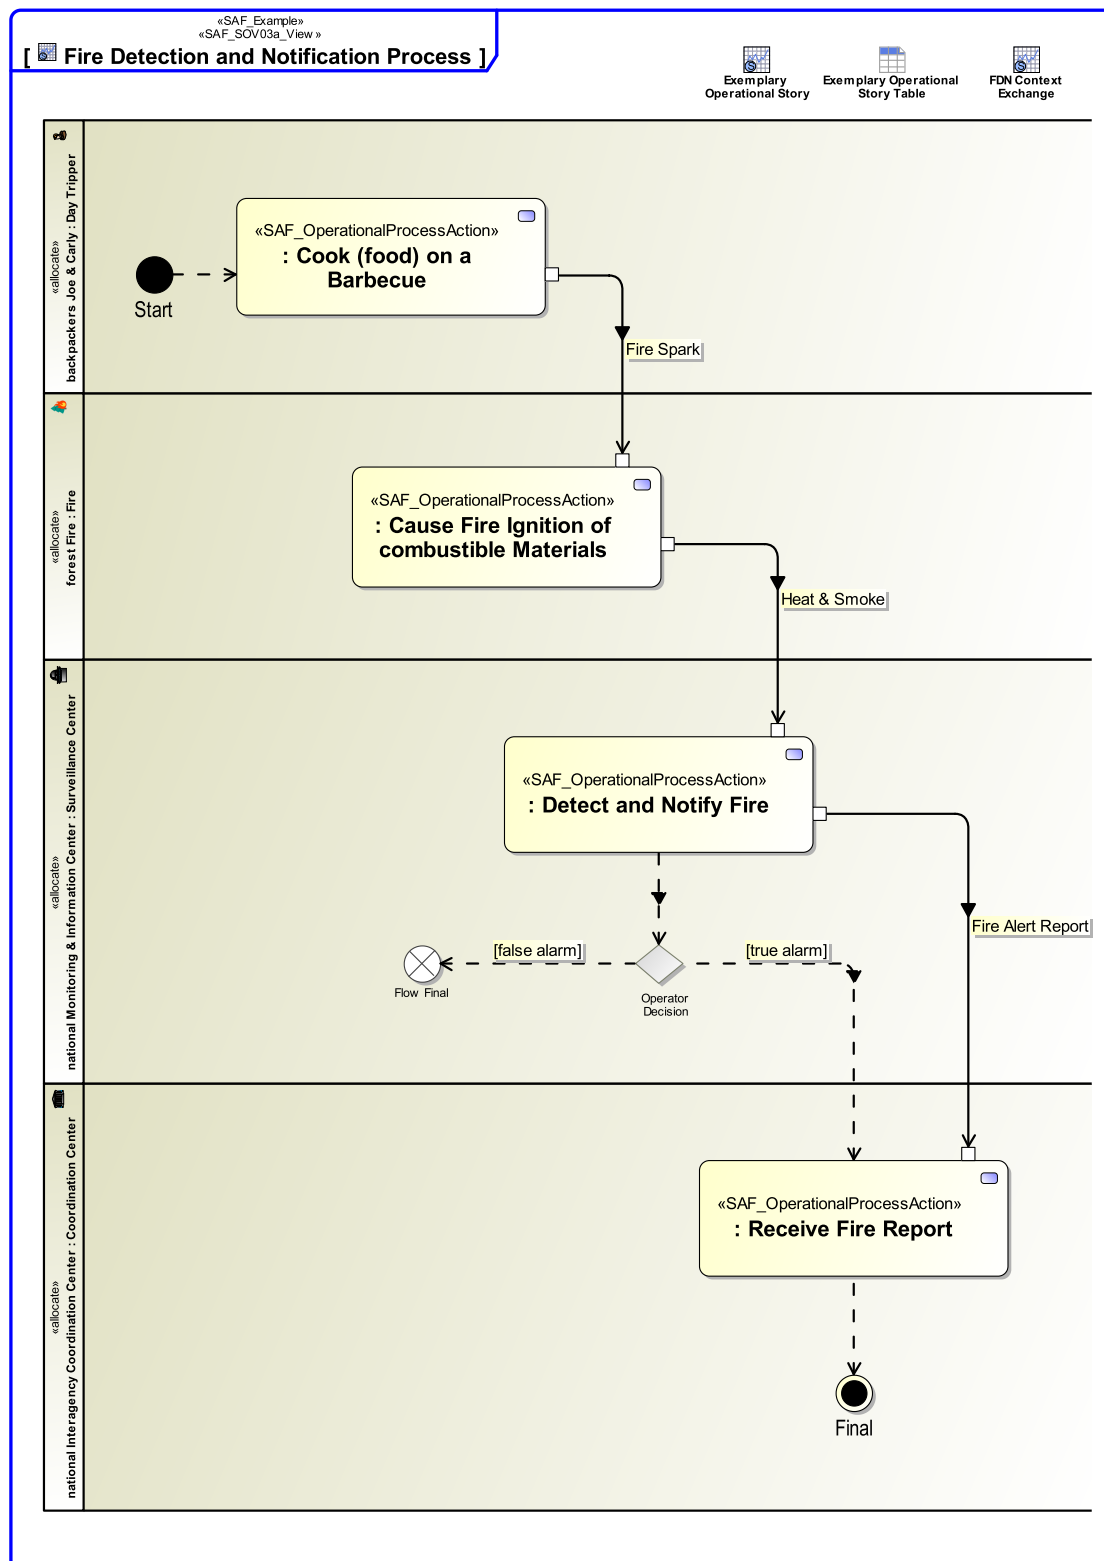 «SAF_Example»
«SAF_SOV03a_View »
[ Fire Detection and Notification Process ]
Exemplary
Operational Story
Exemplary Operational
Story Table
FDN Context
Exchange
«allocate»
backpackers Joe & Carly : Day Tripper
Start
«SAF_OperationalProcessAction»
: Cook (food) on a
Barbecue
Fire Spark
«allocate»
forest Fire : Fire
«SAF_OperationalProcessAction»
: Cause Fire Ignition of
combustible Materials
Heat & Smoke
«allocate»
national Monitoring & Information Center : Surveillance Center
«SAF_OperationalProcessAction»
: Detect and Notify Fire
Fire Alert Report
[false alarm]
[true alarm]
Flow Final
Operator
Decision
«allocate»
national Interagency Coordination Center : Coordination Center
«SAF_OperationalProcessAction»
: Receive Fire Report
Final